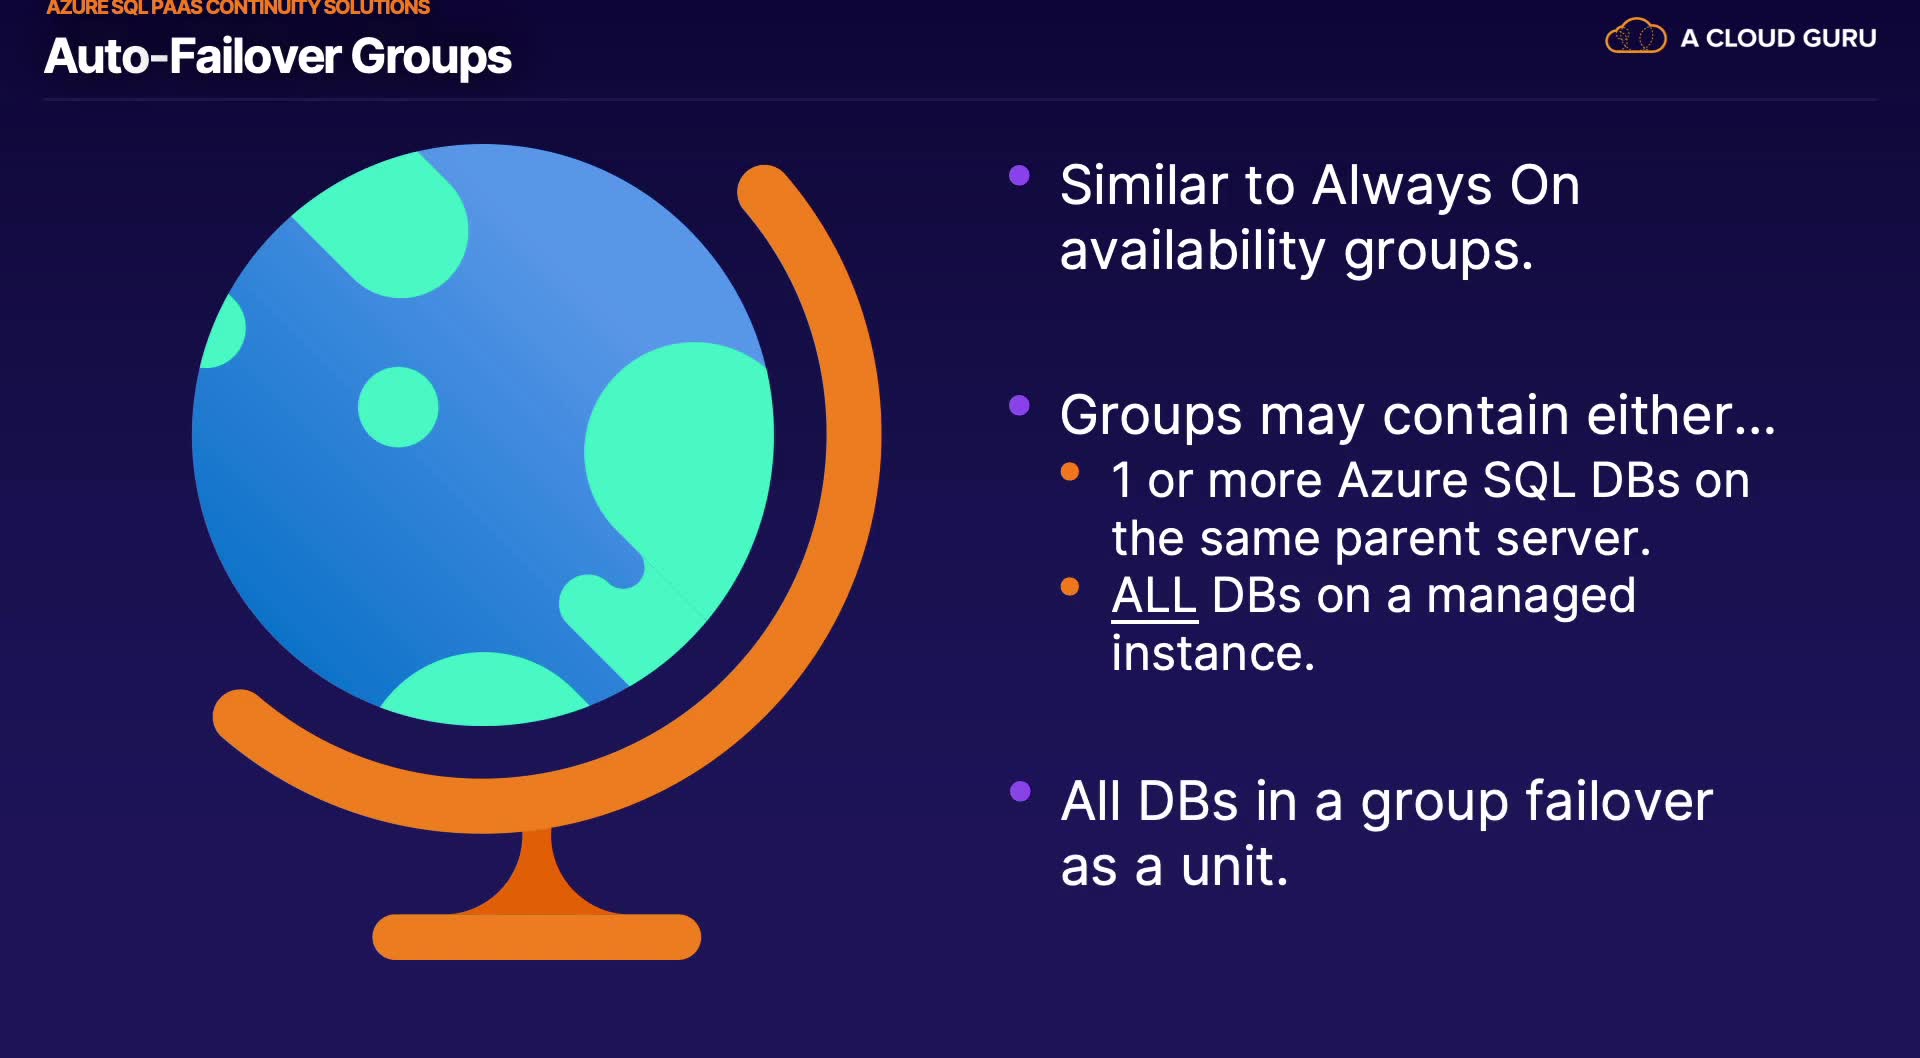 AZURE SQL PAAS CONTINUITY SOLUTIONS
Auto-Failover Groups
A CLOUD GURU
Similar to Always On
availability groups.
Groups may contain either...
1 or more Azure SQL DBs on
the same parent server.
ALL DBs on a managed
instance.
All DBs in a group failover
as a unit.